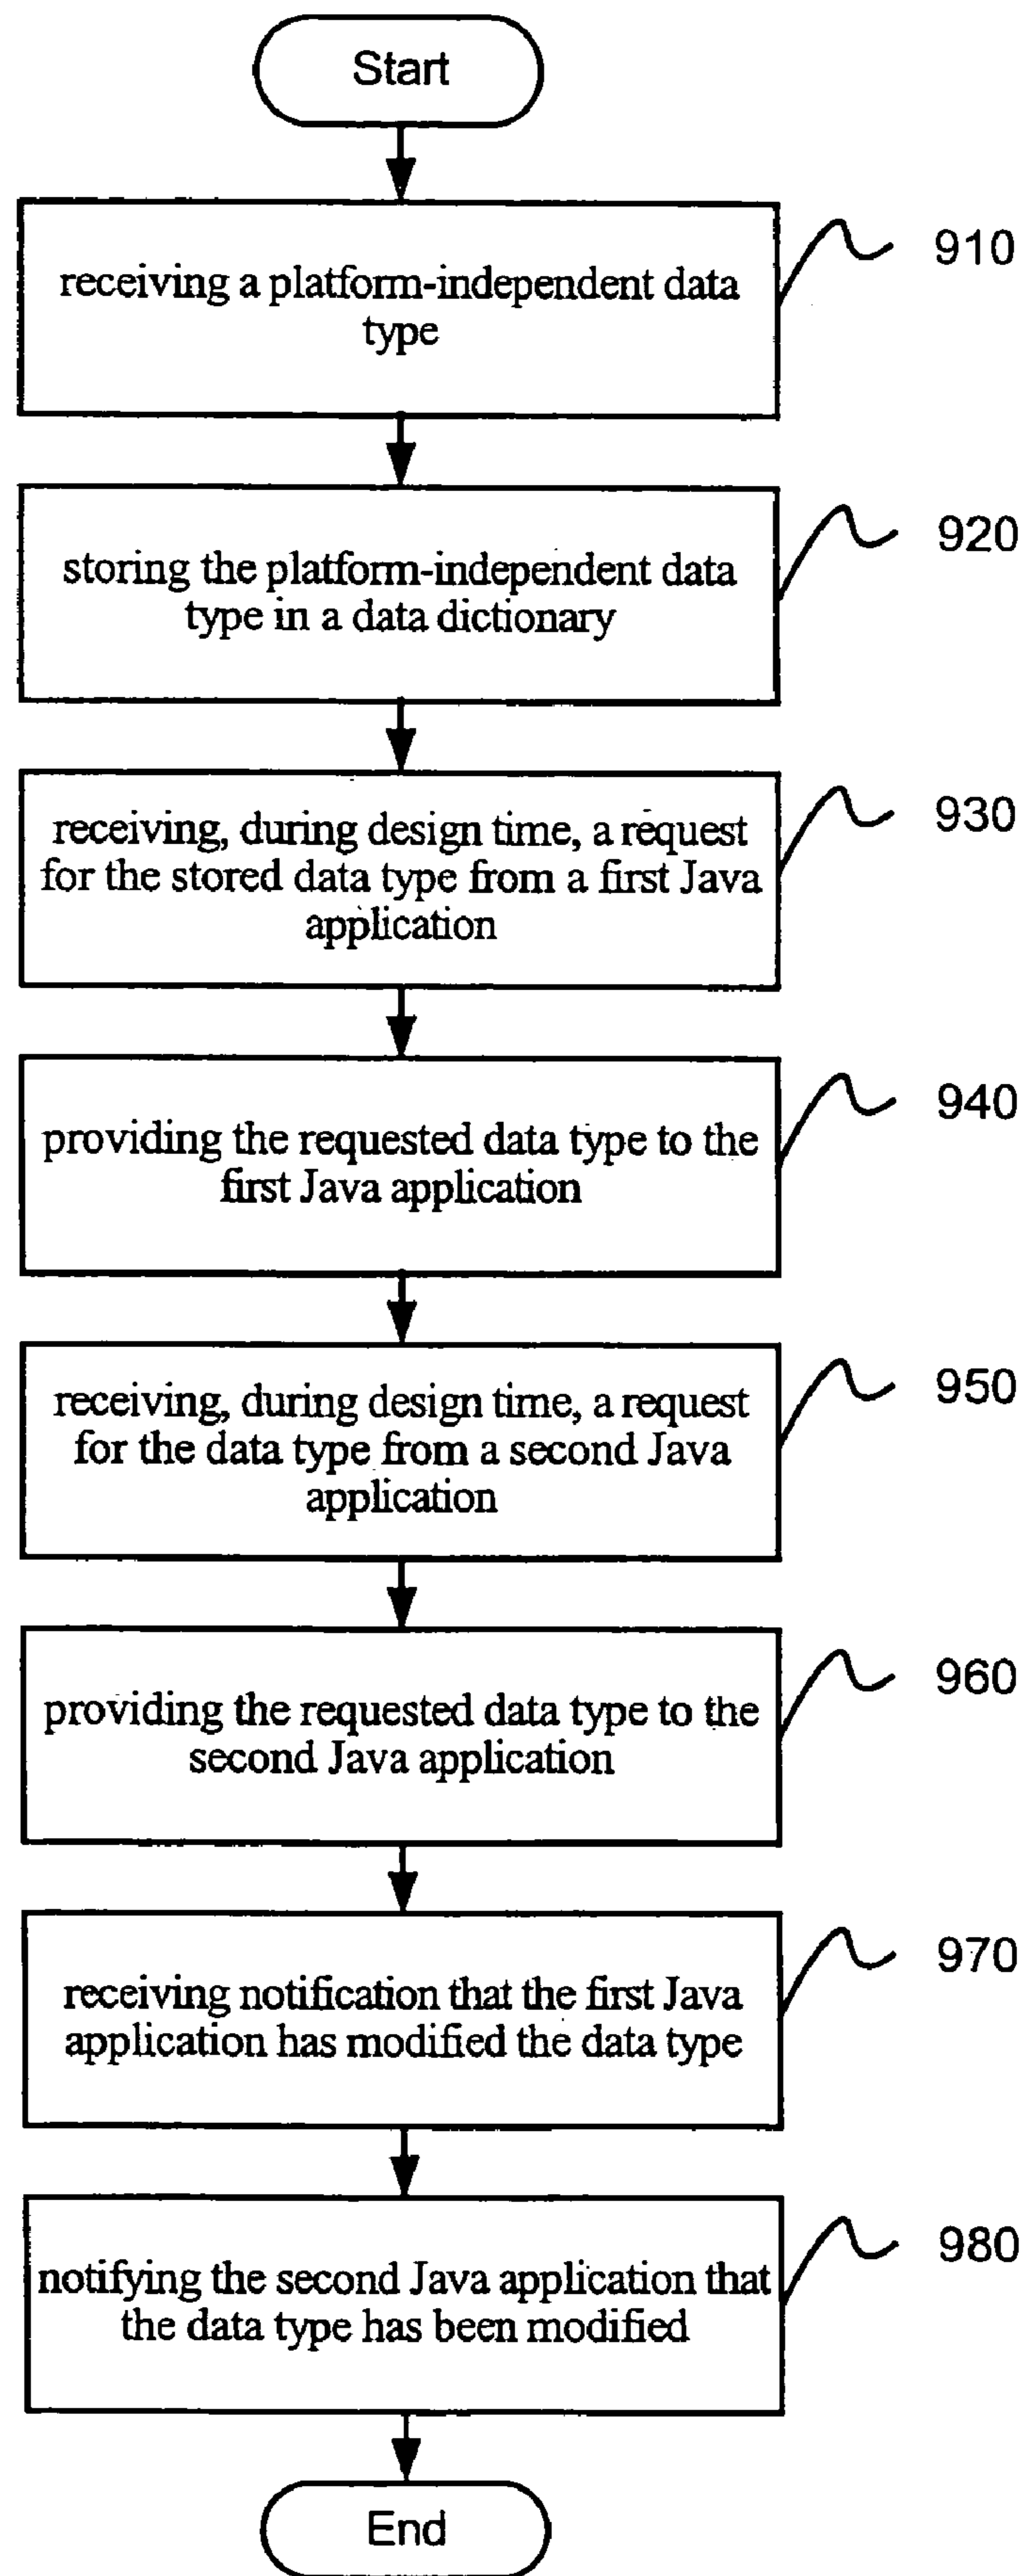 Start
receiving a platform-independent data
type
910
storing the platform-independent data
type in a data dictionary
920
receiving, during design time, a request
for the stored data type from a first Java
application
930
providing the requested data type to the
first Java application
940
receiving, during design time, a request
for the data type from a second Java
application
950
providing the requested data type to the
second Java application
960
receiving notification that the first Java
application has modified the data type
970
notifying the second Java application that
the data type has been modified
980
End